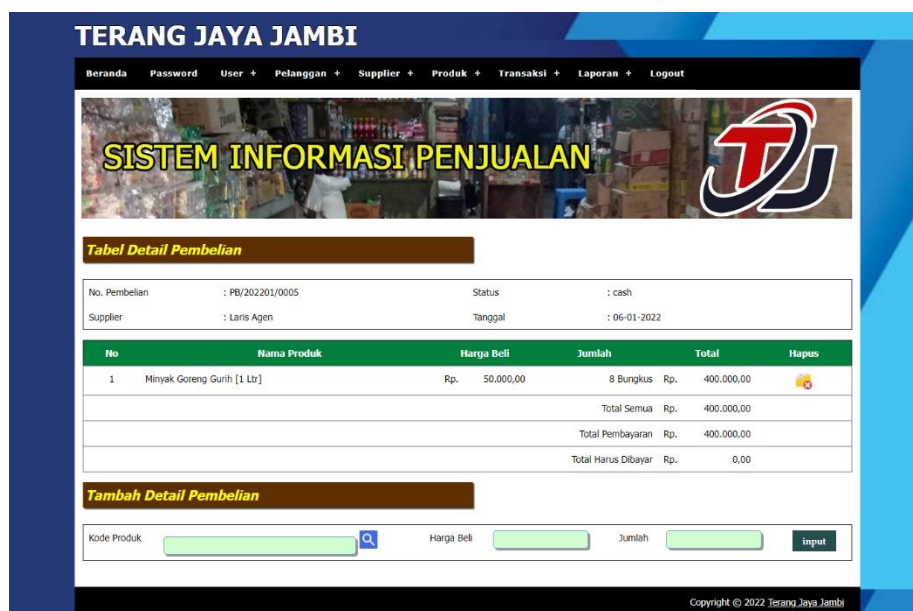 TERANG JAYA JAMBI
Beranda Password User + Pelanggan + Supplier + Produk + Transaksi + Laporan + Logout
SISTEM INFORMASI PENJUALAN TJ
Tabel Detail Pembelian
No. Pembelian : PB/202201/0005 Status : cash
Supplier : Laris Agen Tanggal : 06-01-2022
No Nama Produk Harga Beli Jumlah Total Hapus
1 Minyak Goreng Gurih [1 Ltr] Rp. 50.000,00 8 Bungkus Rp. 400.000,00
Total Semua Rp. 400.000,00
Total Pembayaran Rp. 400.000,00
Total Harus Dibayar Rp. 0,00
Tambah Detail Pembelian
Kode Produk Harga Beli Jumlah input
Copyright © 2022 Terang Jaya Jambi